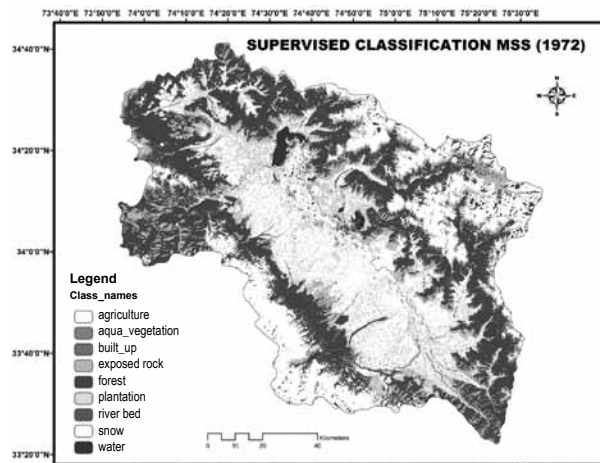 73°40'0"E 73°50'0"E 74°0'0"E 74°10'0"E 74°20'0"E 74°30'0"E 74°40'0"E 74°50'0"E 75°0'0"E 75°10'0"E 75°20'0"E 75°30'0"E
SUPERVISED CLASSIFICATION MSS (1972)
34°40'0"N
N
W E
S
34°20'0"N
34°0'0"N
33°40'0"N
33°20'0"N
Legend
Class_names
agriculture
aqua_vegetation
built_up
exposed rock
forest
plantation
river bed
snow
water
Kilometers
0 10 20 40